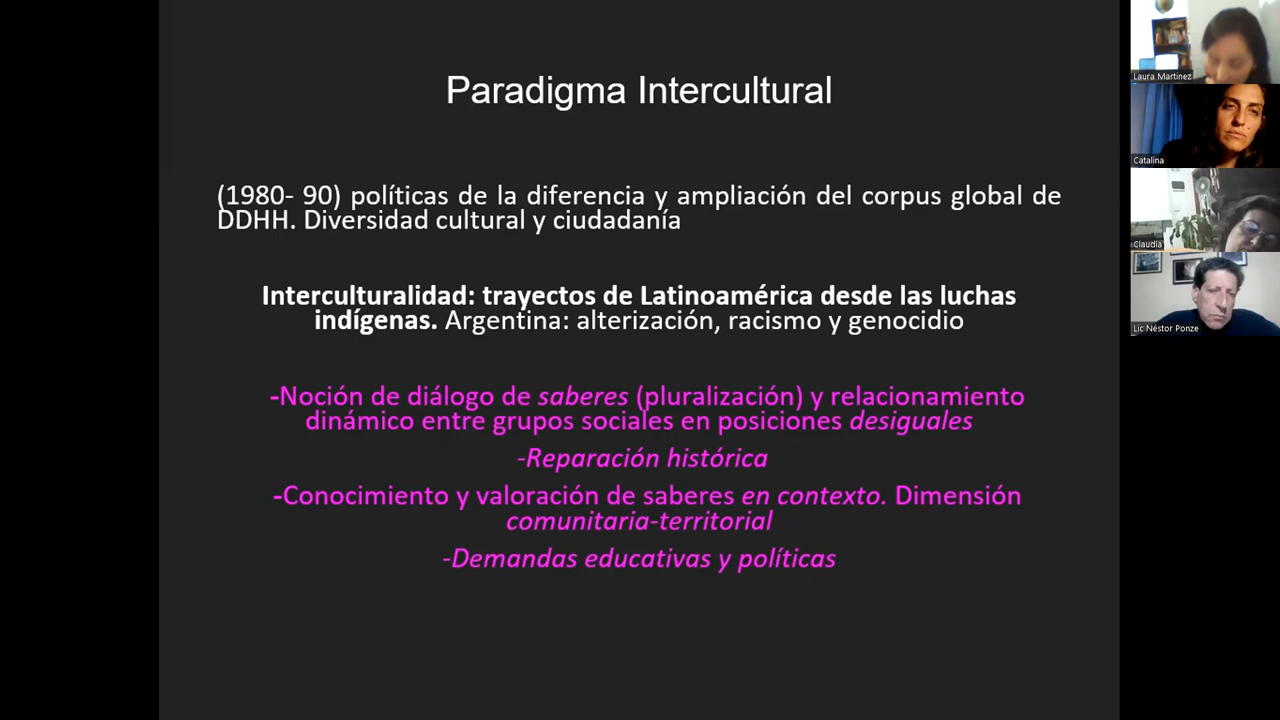 Paradigma Intercultural
(1980- 90) políticas de la diferencia y ampliación del corpus global de
DDHH. Diversidad cultural y ciudadanía
Interculturalidad: trayectos de Latinoamérica desde las luchas
indígenas. Argentina: alterización, racismo y genocidio
-Noción de diálogo de saberes (pluralización) y relacionamiento
dinámico entre grupos sociales en posiciones desiguales
-Reparación histórica
-Conocimiento y valoración de saberes en contexto. Dimensión
comunitaria-territorial
-Demandas educativas y políticas
Laura Martinez
Catalina
Claudia
Lic Néstor Ponze